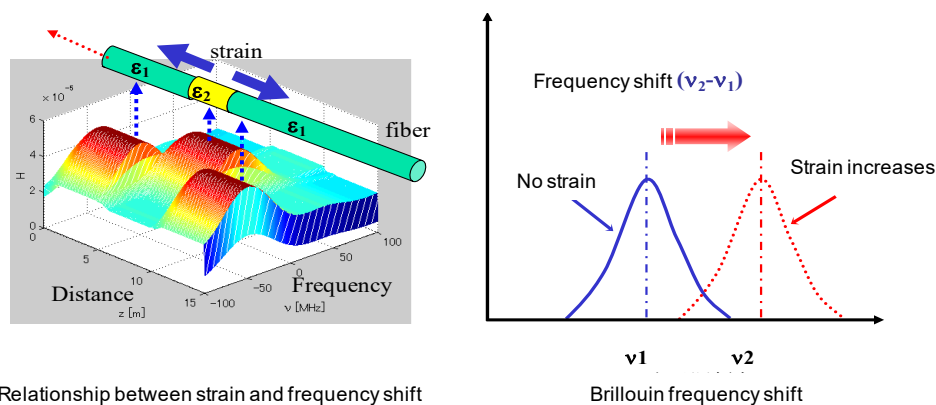 strain
ε1
ε2
ε1
fiber
× 10⁻⁵
6
4
2
0
H
0
5
10
15
Distance
z [m]
-100
-50
0
50
100
Frequency
ν [MHz]
Relationship between strain and frequency shift
Frequency shift (ν2-ν1)
No strain
Strain increases
ν1
ν2
Brillouin frequency shift